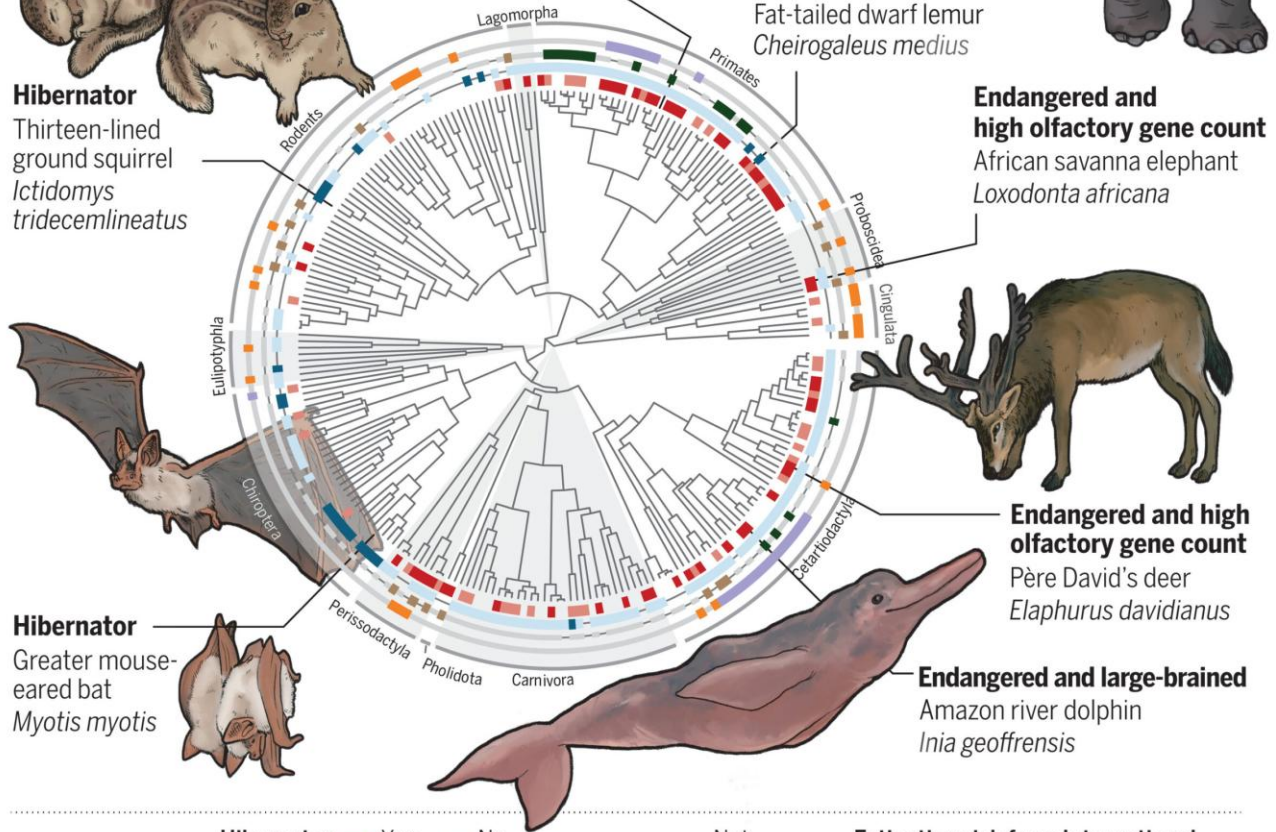 Fat-tailed dwarf lemur
Cheirogaleus medius
Hibernator
Thirteen-lined
ground squirrel
Ictidomys
tridecemlineatus
Endangered and
high olfactory gene count
African savanna elephant
Loxodonta africana
Lagomorpha
Primates
Rodents
Proboscidea
Cingulata
Eulipotyphla
Chiroptera
Cetartiodactyla
Perissodactyla
Pholidota
Carnivora
Endangered and high
olfactory gene count
Père David's deer
Elaphurus davidianus
Hibernator
Greater mouse-
eared bat
Myotis myotis
Endangered and large-brained
Amazon river dolphin
Inia geoffrensis